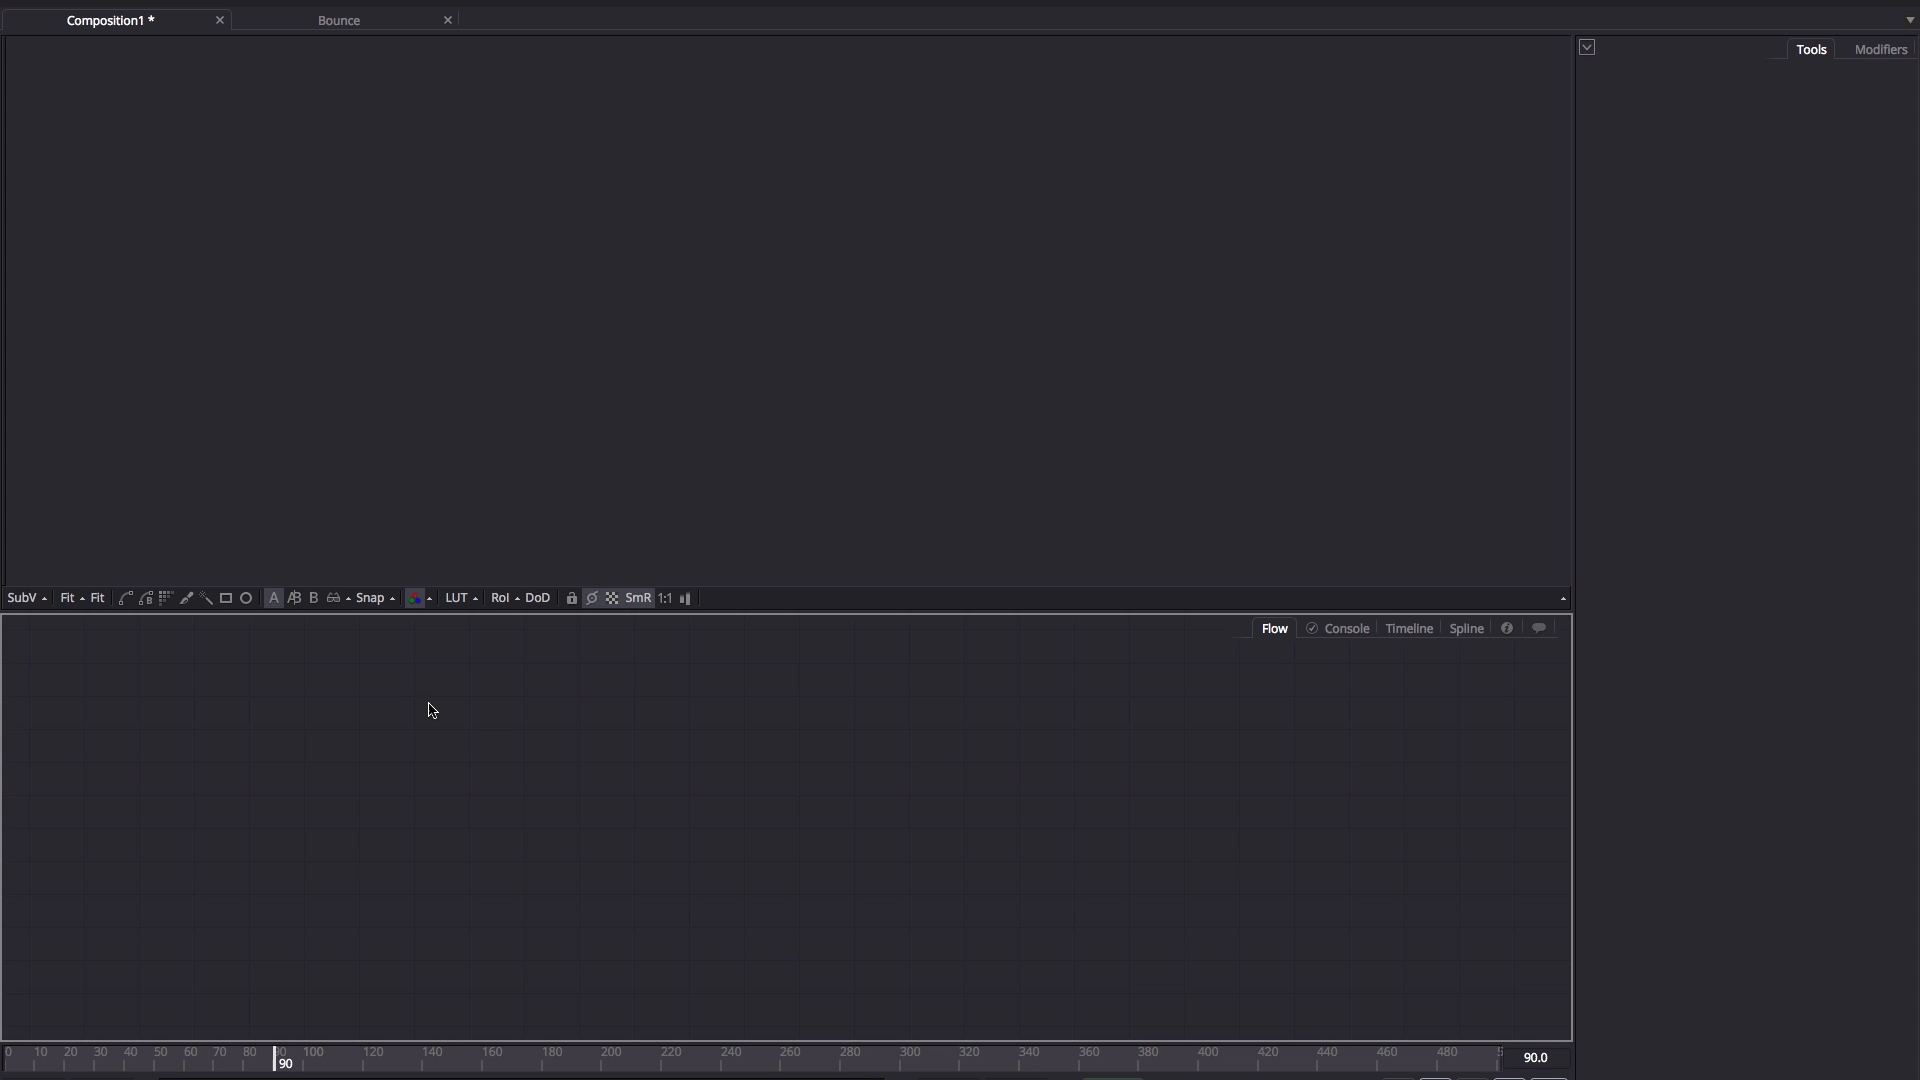 Composition1 * Bounce
Tools Modifiers
SubV Fit Fit A AB B Snap LUT RoI DoD SmR 1:1
Flow Console Timeline Spline
0 10 20 30 40 50 60 70 80 100 120 140 160 180 200 220 240 260 280 300 320 340 360 380 400 420 440 460 480
90 90.0